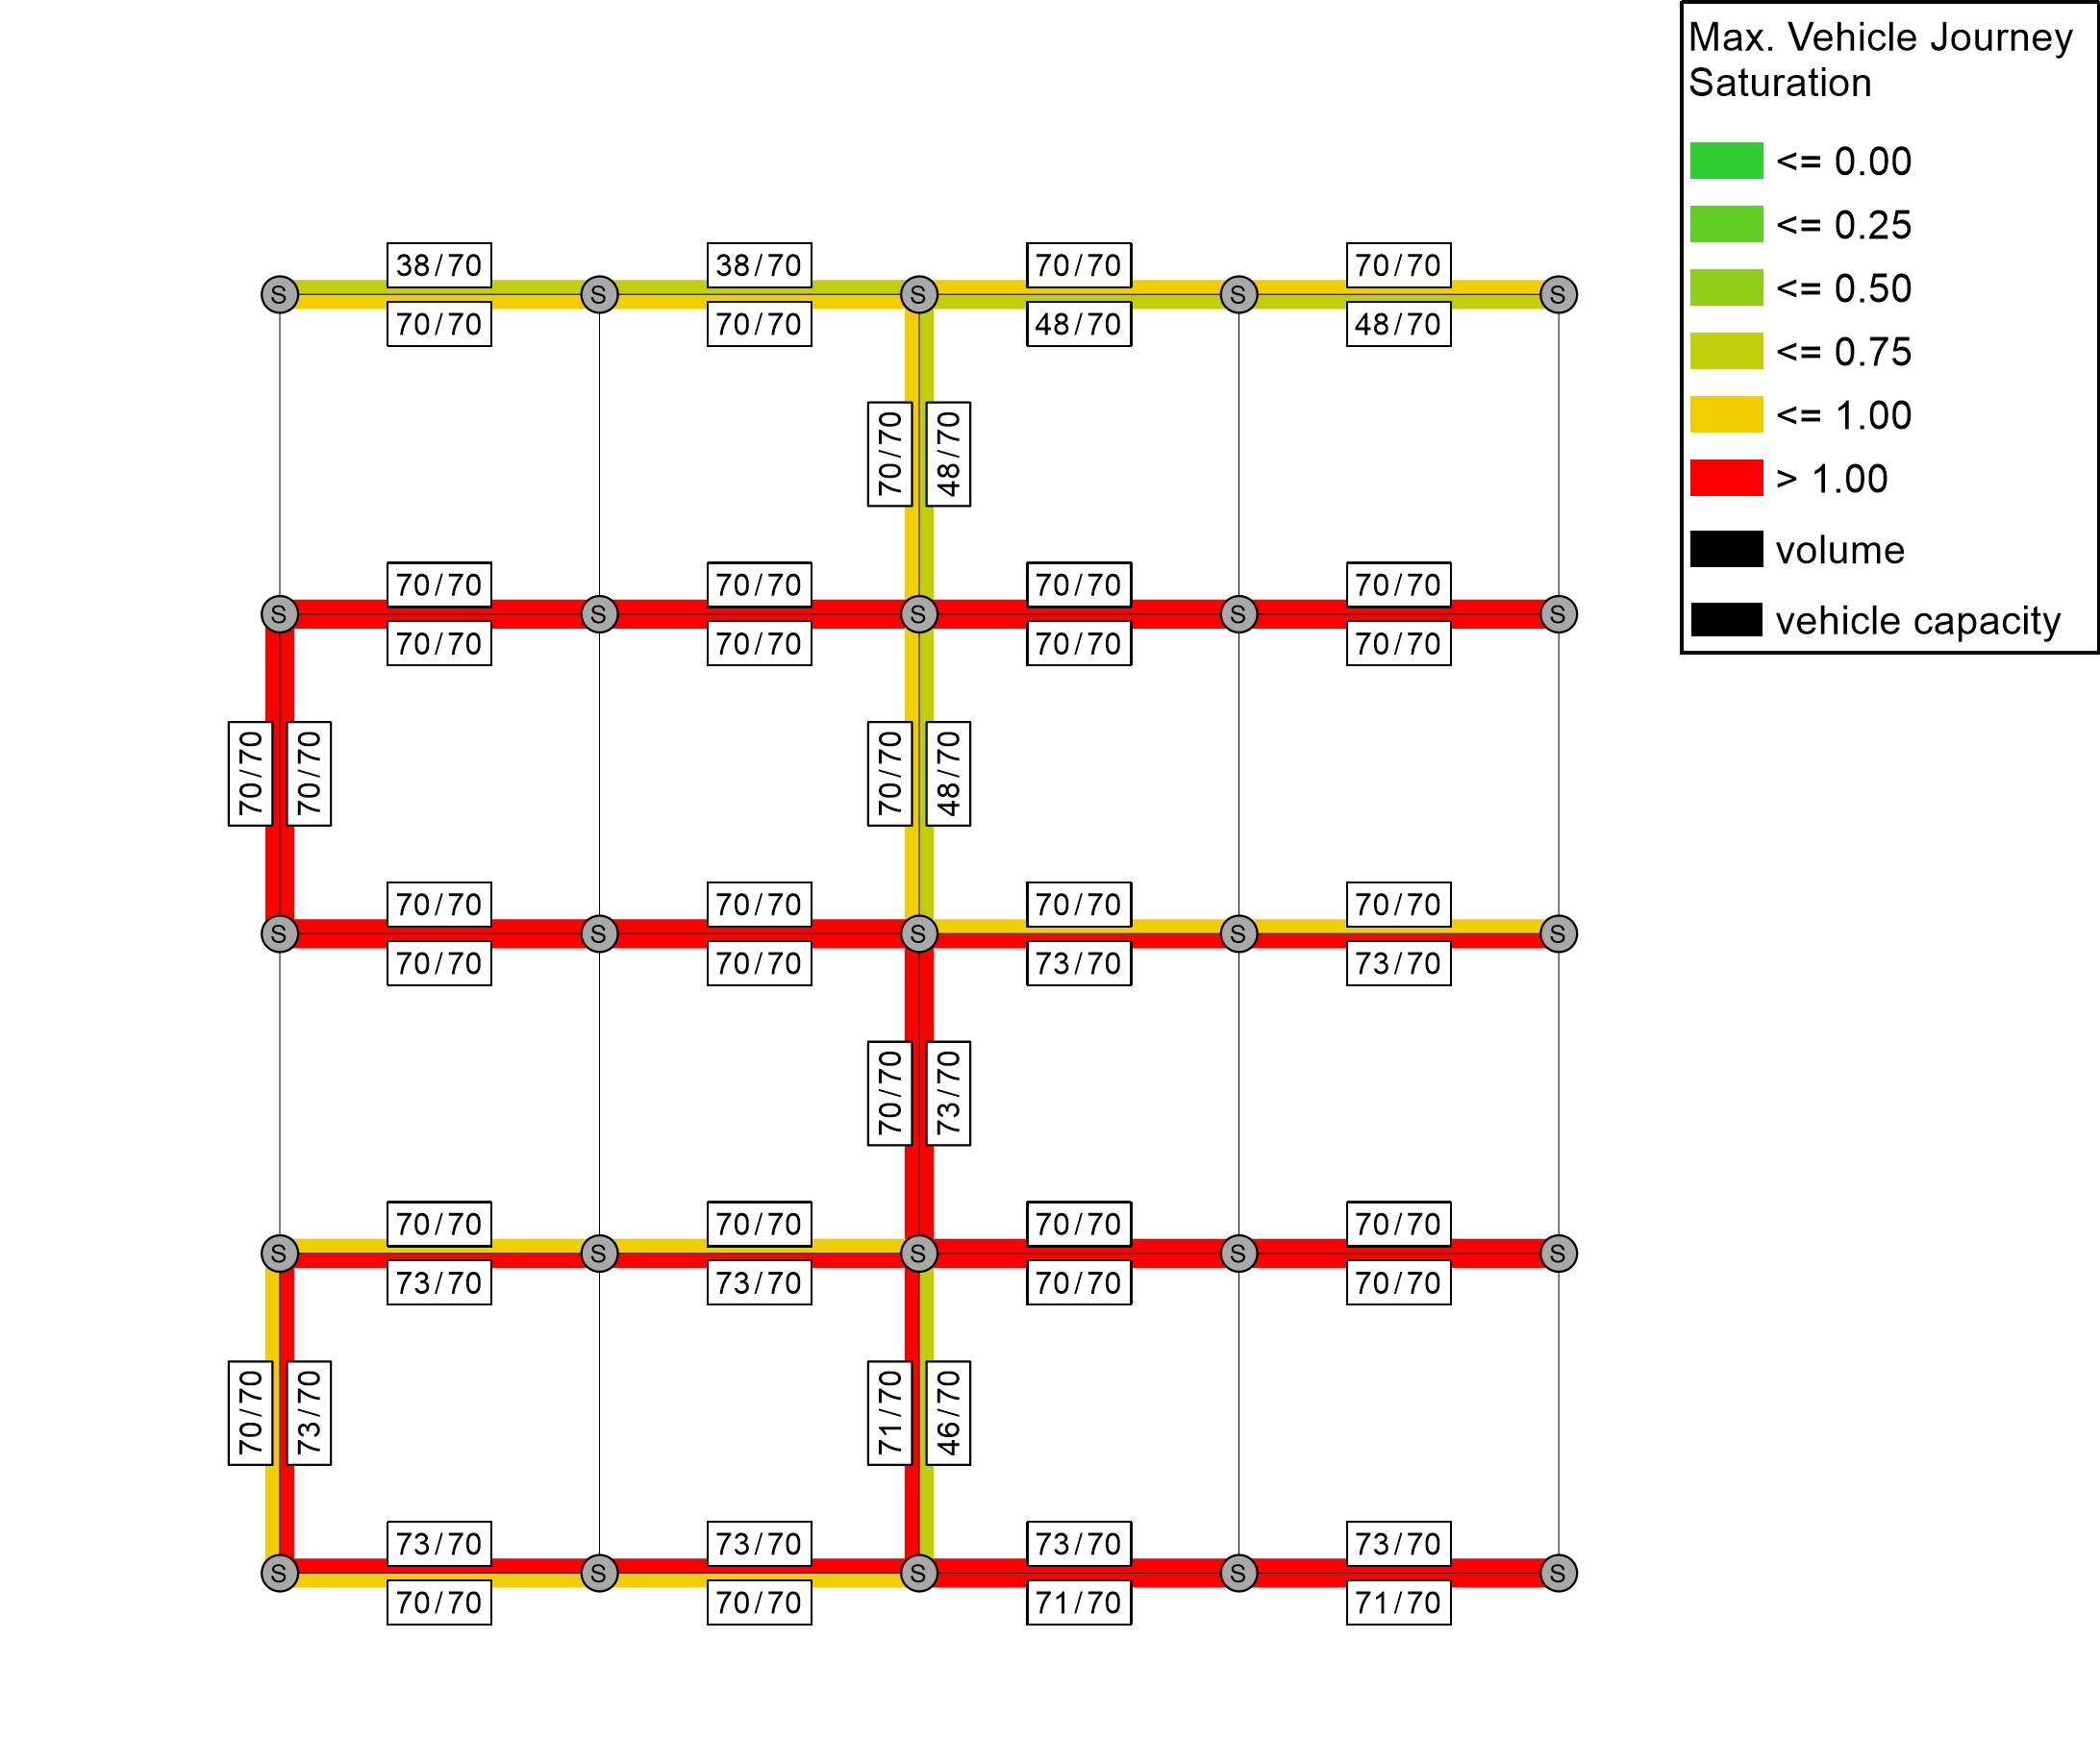 Max. Vehicle Journey
Saturation
<= 0.00
<= 0.25
<= 0.50
<= 0.75
<= 1.00
> 1.00
volume
vehicle capacity
38/70 38/70 70/70 70/70
S S S S S
70/70 70/70 48/70 48/70
70/70 48/70
70/70 70/70 70/70 70/70
S S S S S
70/70 70/70 70/70 70/70
70/70 70/70 70/70 48/70
70/70 70/70 70/70 70/70
S S S S S
70/70 70/70 73/70 73/70
70/70 73/70
70/70 70/70 70/70 70/70
S S S S S
73/70 73/70 70/70 70/70
70/70 73/70 71/70 46/70
73/70 73/70 73/70 73/70
S S S S S
70/70 70/70 71/70 71/70